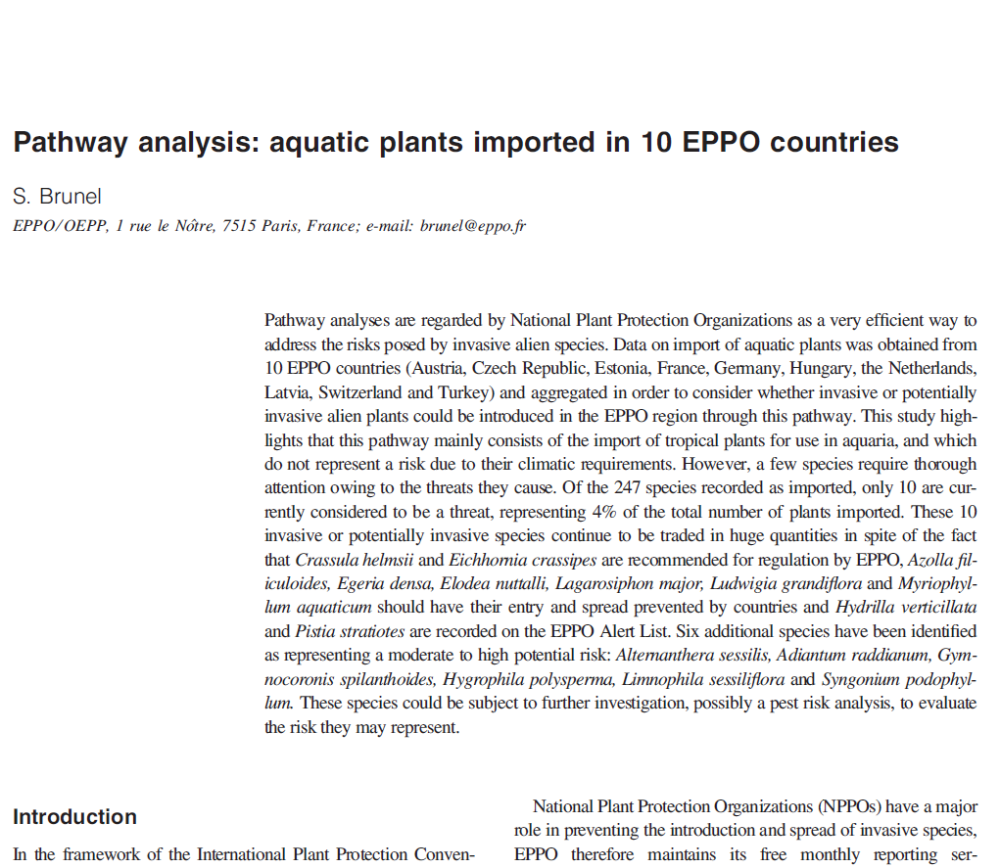 Pathway analysis: aquatic plants imported in 10 EPPO countries
S. Brunel
EPPO/OEPP, 1 rue le Nôtre, 7515 Paris, France; e-mail: brunel@eppo.fr
Pathway analyses are regarded by National Plant Protection Organizations as a very efficient way to
address the risks posed by invasive alien species. Data on import of aquatic plants was obtained from
10 EPPO countries (Austria, Czech Republic, Estonia, France, Germany, Hungary, the Netherlands,
Latvia, Switzerland and Turkey) and aggregated in order to consider whether invasive or potentially
invasive alien plants could be introduced in the EPPO region through this pathway. This study high-
lights that this pathway mainly consists of the import of tropical plants for use in aquaria, and which
do not represent a risk due to their climatic requirements. However, a few species require thorough
attention owing to the threats they cause. Of the 247 species recorded as imported, only 10 are cur-
rently considered to be a threat, representing 4% of the total number of plants imported. These 10
invasive or potentially invasive species continue to be traded in huge quantities in spite of the fact
that Crassula helmsii and Eichhornia crassipes are recommended for regulation by EPPO, Azolla fil-
iculoides, Egeria densa, Elodea nuttalli, Lagarosiphon major, Ludwigia grandiflora and Myriophyl-
lum aquaticum should have their entry and spread prevented by countries and Hydrilla verticillata
and Pistia stratiotes are recorded on the EPPO Alert List. Six additional species have been identified
as representing a moderate to high potential risk: Alternanthera sessilis, Adiantum raddianum, Gym-
nocoronis spilanthoides, Hygrophila polysperma, Limnophila sessiliflora and Syngonium podophyl-
lum. These species could be subject to further investigation, possibly a pest risk analysis, to evaluate
the risk they may represent.
Introduction
In the framework of the International Plant Protection Conven-
National Plant Protection Organizations (NPPOs) have a major
role in preventing the introduction and spread of invasive species,
EPPO therefore maintains its free monthly reporting ser-